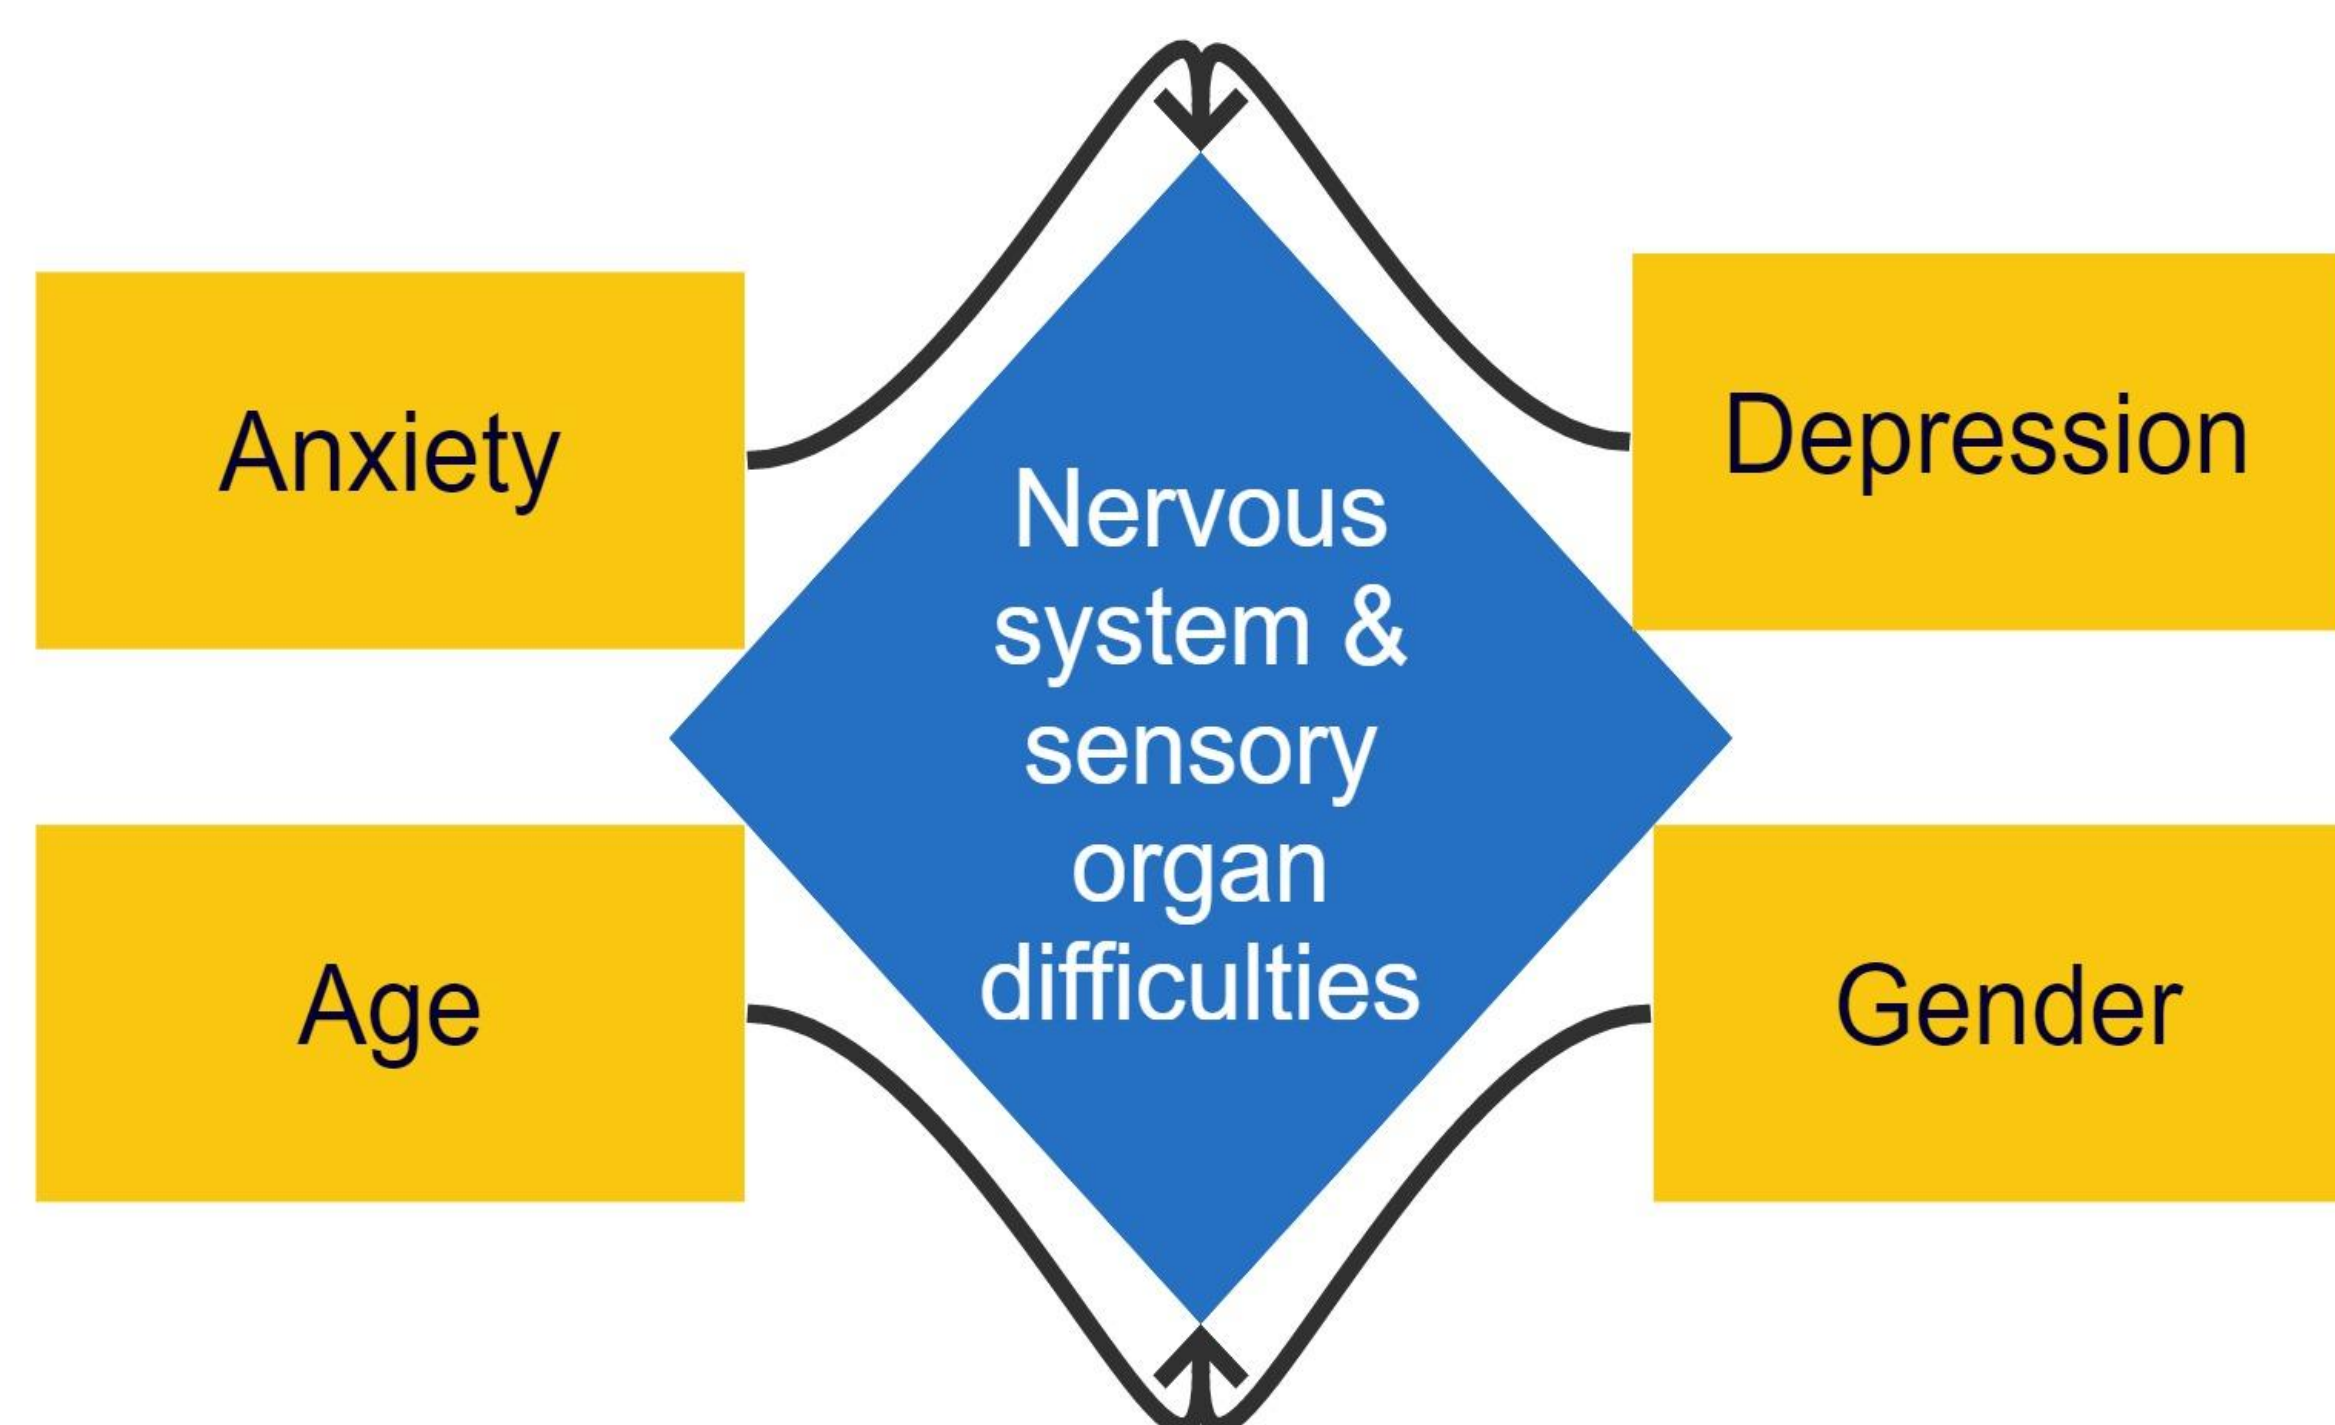 Anxiety
Depression
Nervous
system &
sensory
organ
difficulties
Age
Gender